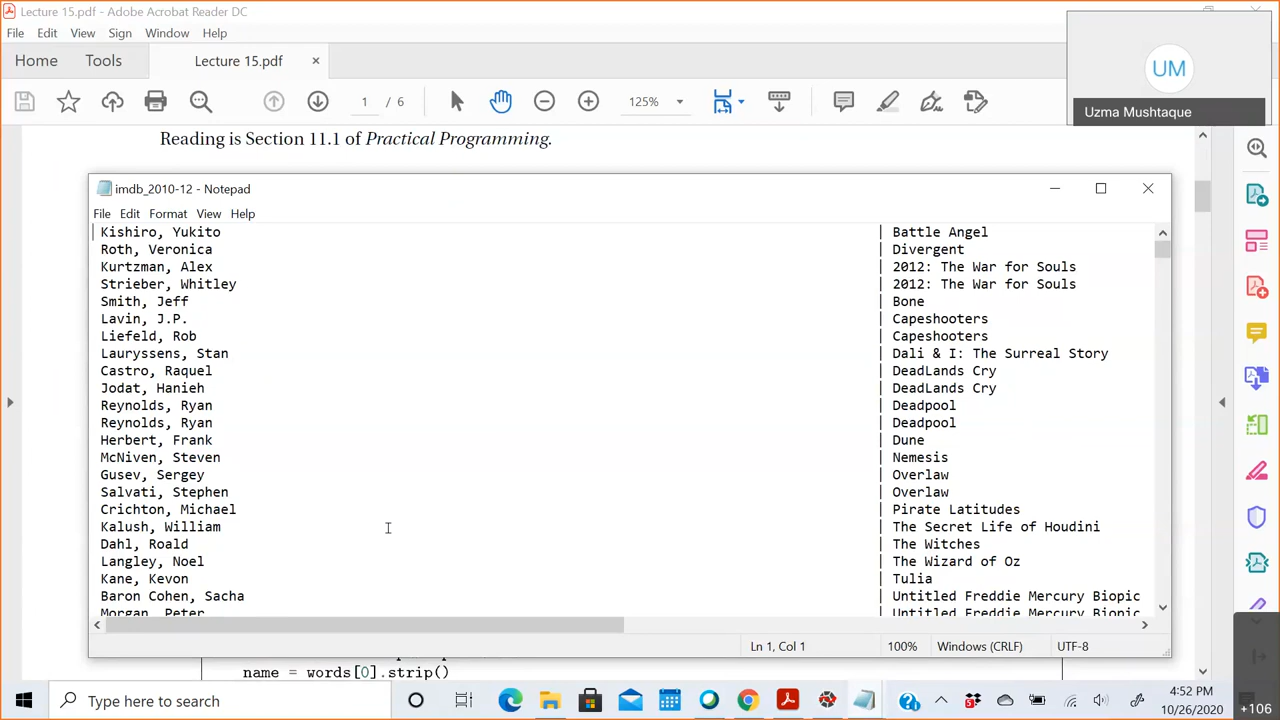 Lecture 15.pdf - Adobe Acrobat Reader DC
File Edit View Sign Window Help
Home Tools Lecture 15.pdf ×
1 / 6 125%
UM
Uzma Mushtaque
Reading is Section 11.1 of Practical Programming.
imdb_2010-12 - Notepad
File Edit Format View Help
Kishiro, Yukito | Battle Angel
Roth, Veronica | Divergent
Kurtzman, Alex | 2012: The War for Souls
Strieber, Whitley | 2012: The War for Souls
Smith, Jeff | Bone
Lavin, J.P. | Capeshooters
Liefeld, Rob | Capeshooters
Lauryssens, Stan | Dali & I: The Surreal Story
Castro, Raquel | DeadLands Cry
Jodat, Hanieh | DeadLands Cry
Reynolds, Ryan | Deadpool
Reynolds, Ryan | Deadpool
Herbert, Frank | Dune
McNiven, Steven | Nemesis
Gusev, Sergey | Overlaw
Salvati, Stephen | Overlaw
Crichton, Michael | Pirate Latitudes
Kalush, William | The Secret Life of Houdini
Dahl, Roald | The Witches
Langley, Noel | The Wizard of Oz
Kane, Kevon | Tulia
Baron Cohen, Sacha | Untitled Freddie Mercury Biopic
Morgan, Peter | Untitled Freddie Mercury Biopic
Ln 1, Col 1 100% Windows (CRLF) UTF-8
name = words[0].strip()
Type here to search
4:52 PM
10/26/2020
+106